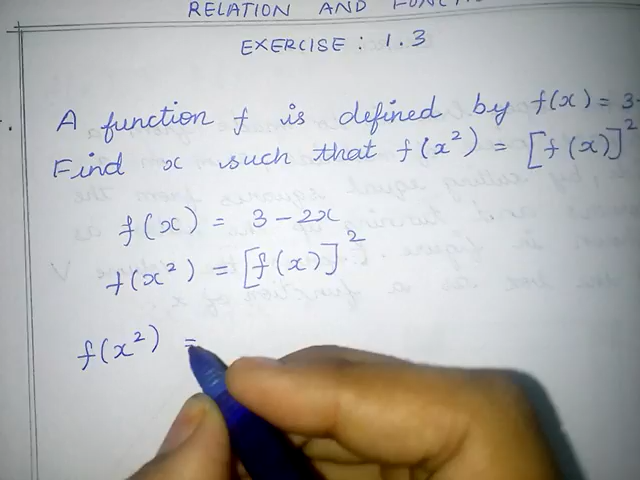 RELATION AND FUNCTI
EXERCISE : 1.3
A function f is defined by f(x) = 3-
Find x such that f(x²) = [f(x)]²
f(x) = 3 - 2x
f(x²) = [f(x)]²
f(x²) =